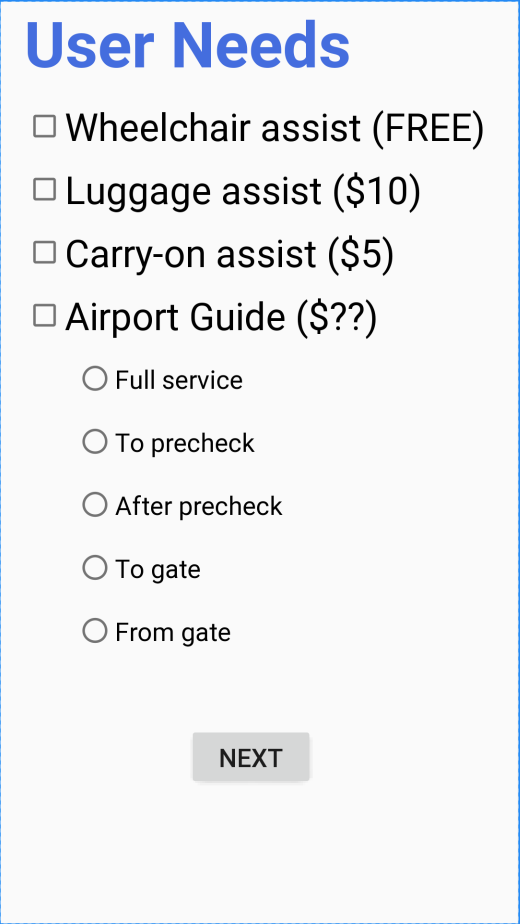 User Needs
Wheelchair assist (FREE)
Luggage assist ($10)
Carry-on assist ($5)
Airport Guide ($??)
Full service
To precheck
After precheck
To gate
From gate
NEXT